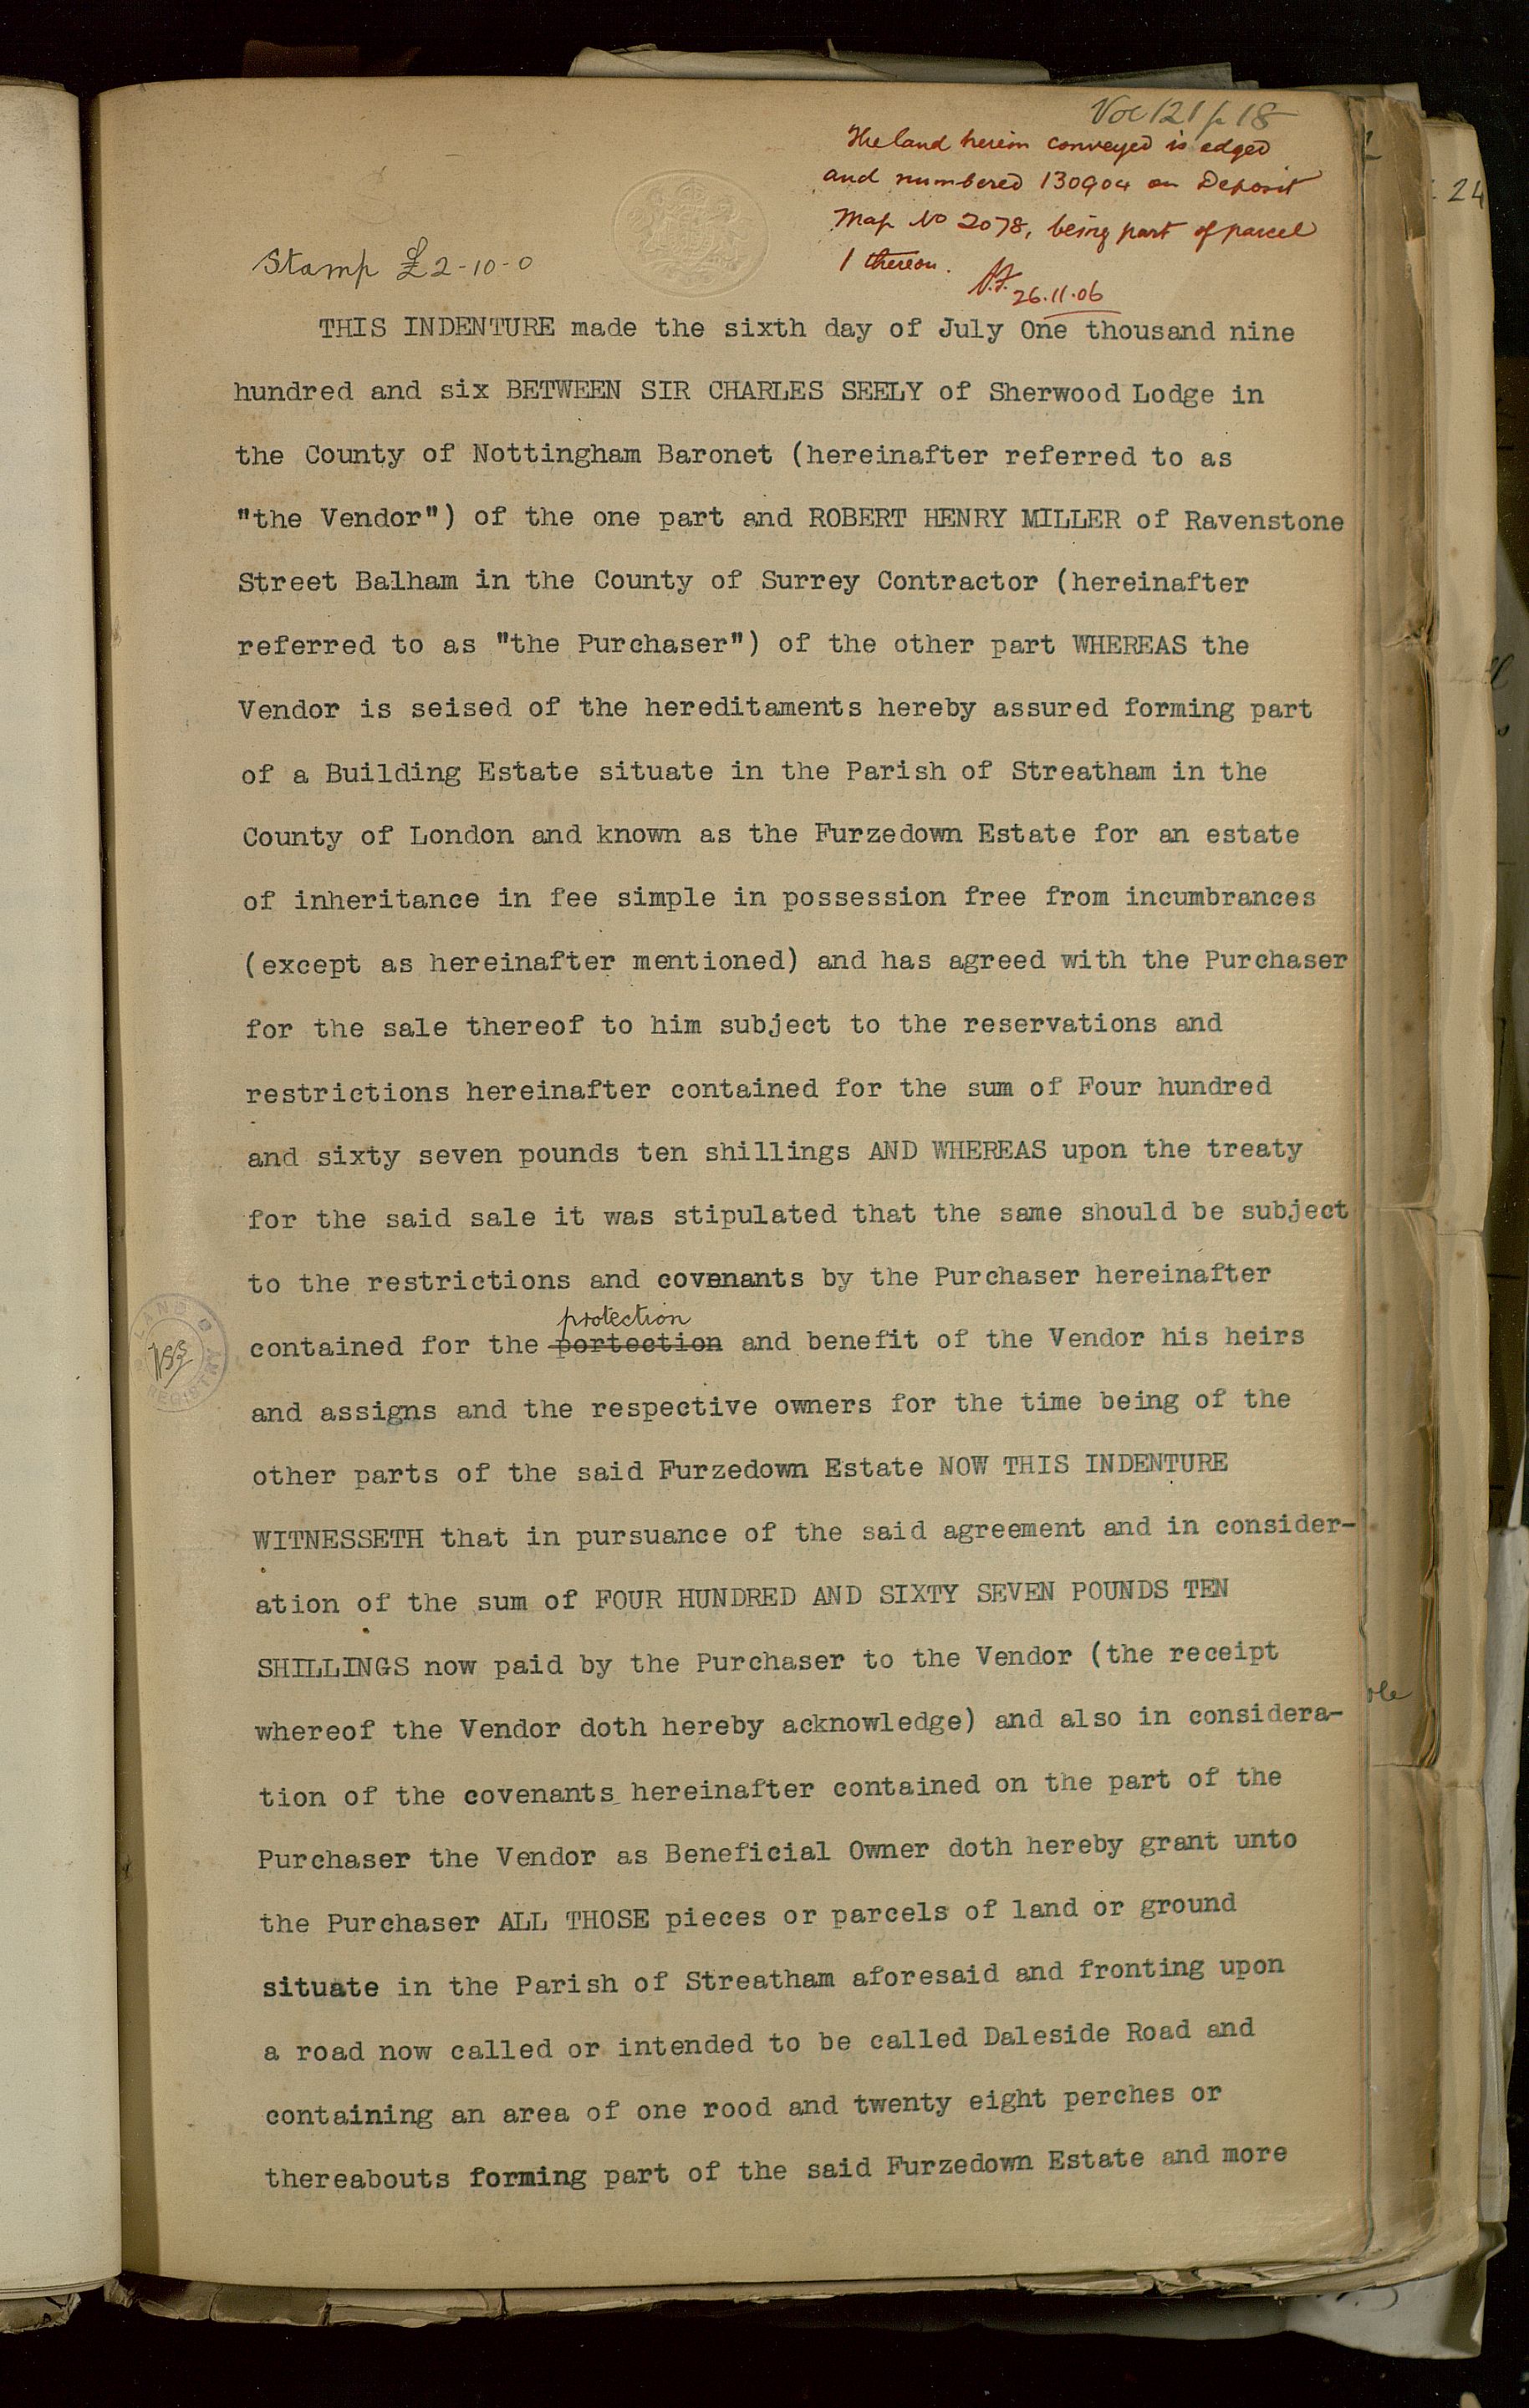 Vol 121 p 18
The land herein conveyed is edged
and numbered 130904 on Deposit
Map No 2078, being part of parcel
1 thereon.
26.11.06
24
Stamp £2-10-0
THIS INDENTURE made the sixth day of July One thousand nine
hundred and six BETWEEN SIR CHARLES SEELY of Sherwood Lodge in
the County of Nottingham Baronet (hereinafter referred to as
"the Vendor") of the one part and ROBERT HENRY MILLER of Ravenstone
Street Balham in the County of Surrey Contractor (hereinafter
referred to as "the Purchaser") of the other part WHEREAS the
Vendor is seised of the hereditaments hereby assured forming part
of a Building Estate situate in the Parish of Streatham in the
County of London and known as the Furzedown Estate for an estate
of inheritance in fee simple in possession free from incumbrances
(except as hereinafter mentioned) and has agreed with the Purchaser
for the sale thereof to him subject to the reservations and
restrictions hereinafter contained for the sum of Four hundred
and sixty seven pounds ten shillings AND WHEREAS upon the treaty
for the said sale it was stipulated that the same should be subject
to the restrictions and covenants by the Purchaser hereinafter
protection
contained for the portection and benefit of the Vendor his heirs
LAND REGISTRY
and assigns and the respective owners for the time being of the
other parts of the said Furzedown Estate NOW THIS INDENTURE
WITNESSETH that in pursuance of the said agreement and in consider-
ation of the sum of FOUR HUNDRED AND SIXTY SEVEN POUNDS TEN
SHILLINGS now paid by the Purchaser to the Vendor (the receipt
whereof the Vendor doth hereby acknowledge) and also in considera-
tion of the covenants hereinafter contained on the part of the
Purchaser the Vendor as Beneficial Owner doth hereby grant unto
the Purchaser ALL THOSE pieces or parcels of land or ground
situate in the Parish of Streatham aforesaid and fronting upon
a road now called or intended to be called Daleside Road and
containing an area of one rood and twenty eight perches or
thereabouts forming part of the said Furzedown Estate and more